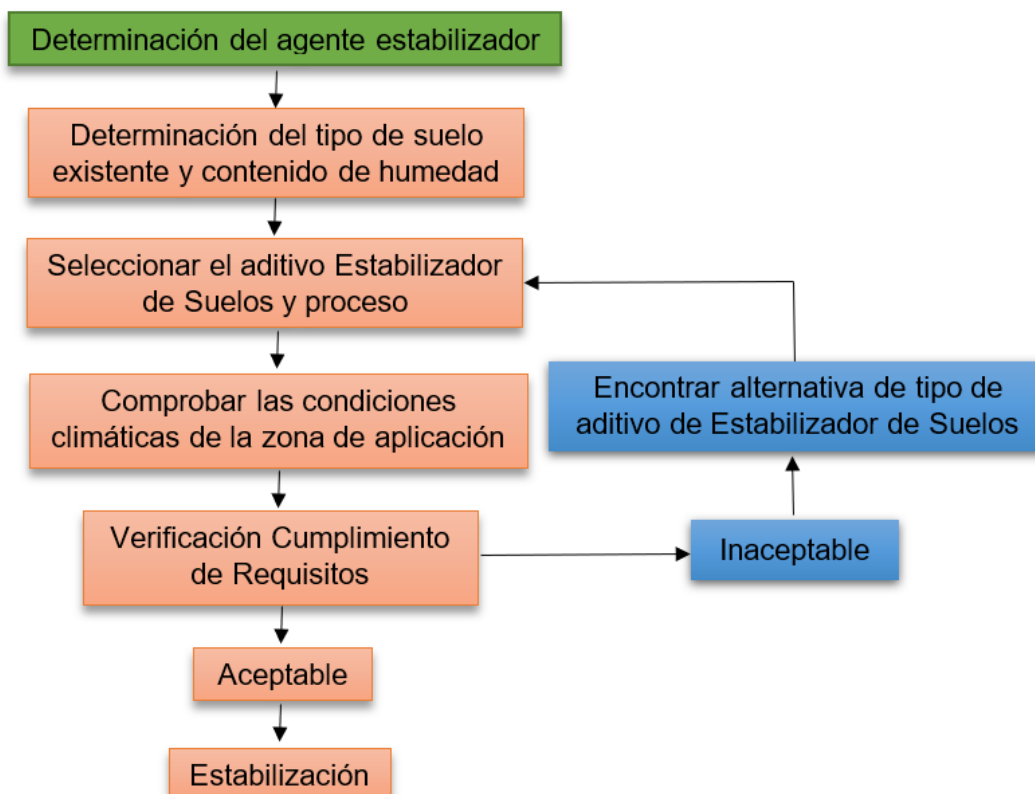 Determinación del agente estabilizador
Determinación del tipo de suelo
existente y contenido de humedad
Seleccionar el aditivo Estabilizador
de Suelos y proceso
Comprobar las condiciones
climáticas de la zona de aplicación
Encontrar alternativa de tipo de
aditivo de Estabilizador de Suelos
Verificación Cumplimiento
de Requisitos
Inaceptable
Aceptable
Estabilización